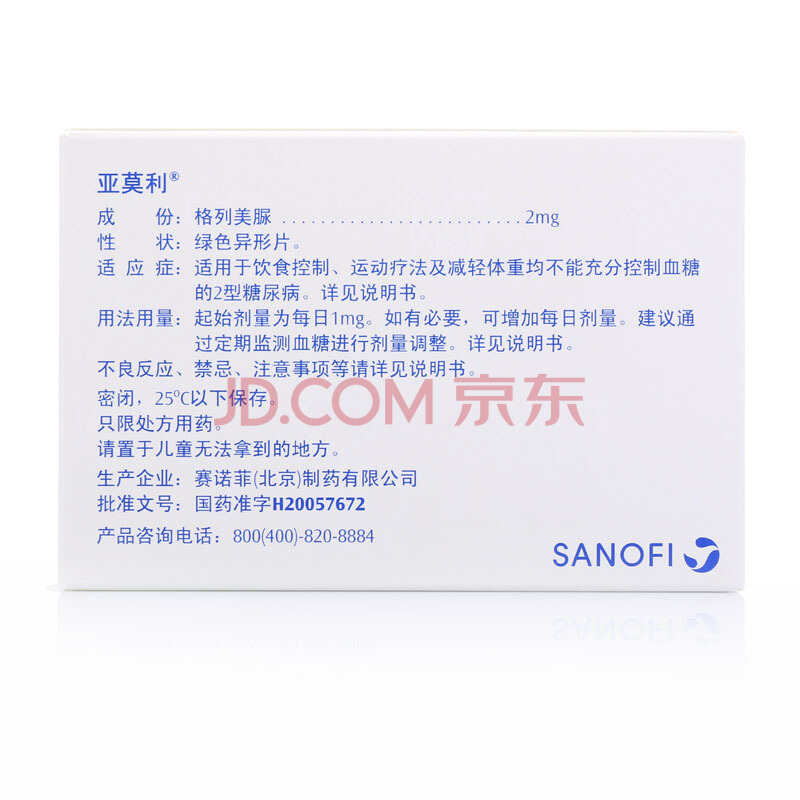 亚莫利®
成 份：格列美脲 ......................... 2mg
性 状：绿色异形片。
适 应 症：适用于饮食控制、运动疗法及减轻体重均不能充分控制血糖
的2型糖尿病。详见说明书。
用法用量：起始剂量为每日1mg。如有必要，可增加每日剂量。建议通
过定期监测血糖进行剂量调整。详见说明书。
不良反应、禁忌、注意事项等请详见说明书。
密闭，25℃以下保存。
JD.COM 京东
只限处方用药。
请置于儿童无法拿到的地方。
生产企业：赛诺菲(北京)制药有限公司
批准文号：国药准字H20057672
产品咨询电话：800(400)-820-8884
SANOFI